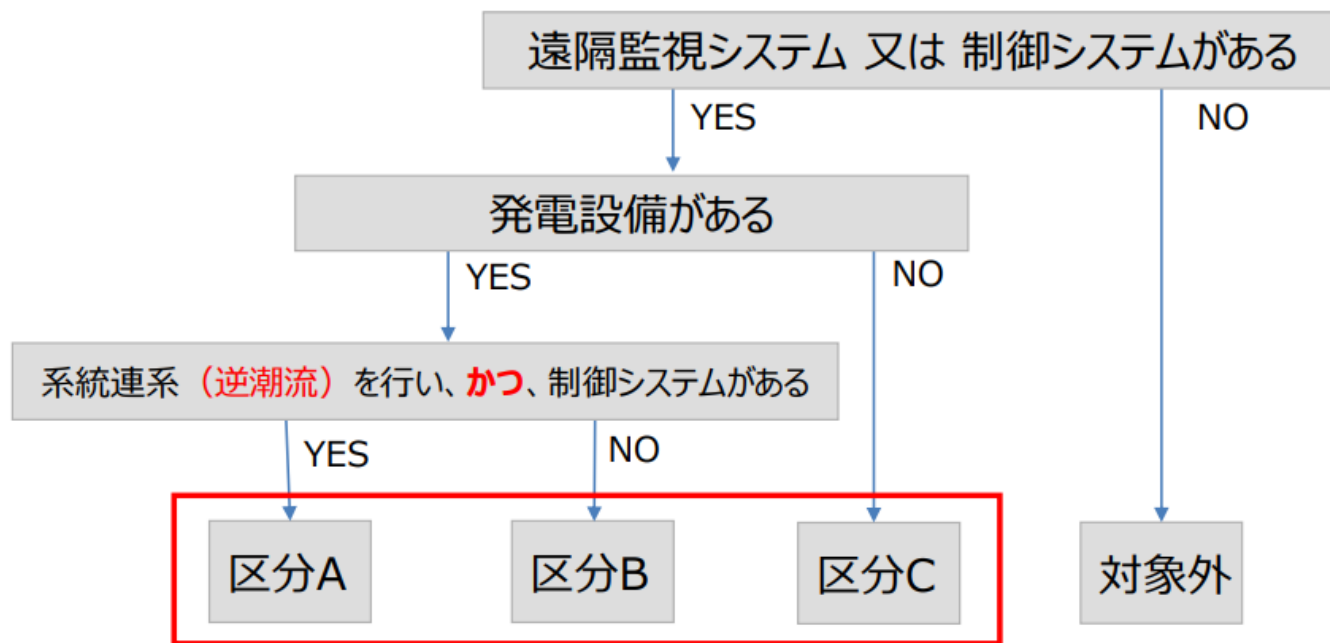 遠隔監視システム 又は 制御システムがある
YES
NO
発電設備がある
YES
NO
系統連系（逆潮流）を行い、かつ、制御システムがある
YES
NO
区分A
区分B
区分C
対象外